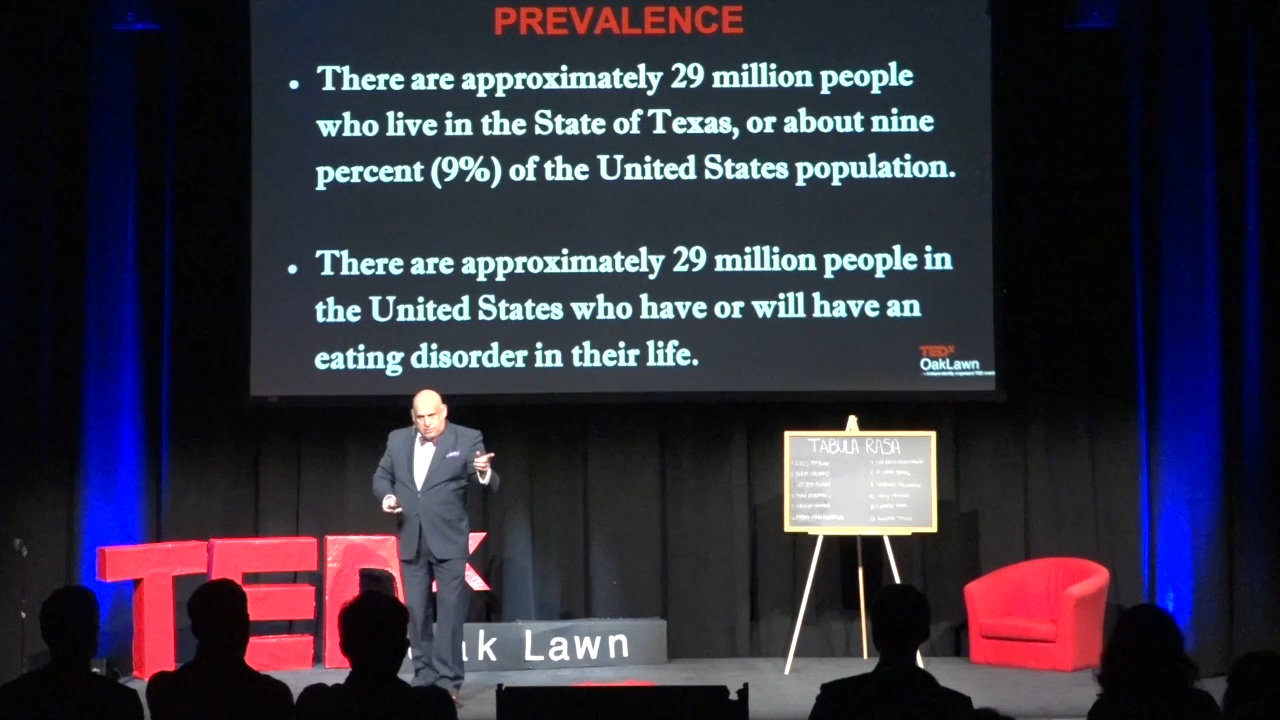 PREVALENCE
• There are approximately 29 million people
who live in the State of Texas, or about nine
percent (9%) of the United States population.
• There are approximately 29 million people in
the United States who have or will have an
eating disorder in their life.
TEDx
OakLawn
TABULA RASA
TEDx
ak Lawn